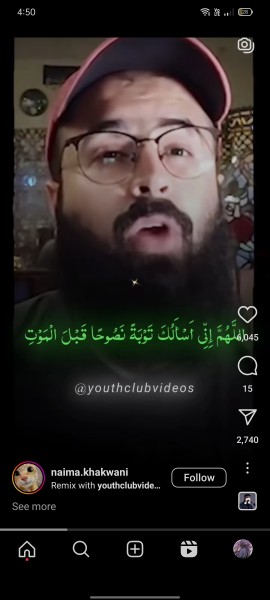 4:50
اللَّهُمَّ إِنِّي أَسْأَلُكَ تَوْبَةً نَصُوحًا قَبْلَ الْمَوْتِ
6,045
@youthclubvideos
15
2,740
naima.khakwani
Remix with youthclubvide...
Follow
See more